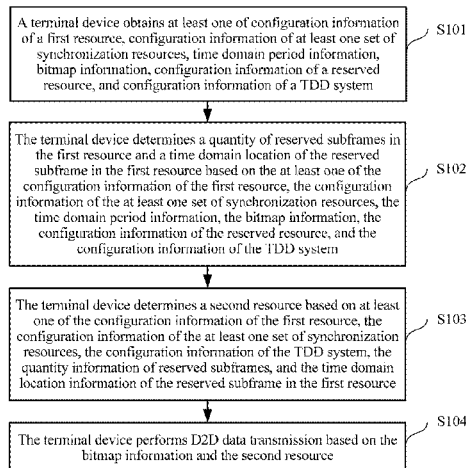 A terminal device obtains at least one of configuration information
of a first resource, configuration information of at least one set of
synchronization resources, time domain period information,
bitmap information, configuration information of a reserved
resource, and configuration information of a TDD system
S101
The terminal device determines a quantity of reserved subframes in
the first resource and a time domain location of the reserved
subframe in the first resource based on the at least one of the
configuration information of the first resource, the configuration
information of the at least one set of synchronization resources, the
time domain period information, the bitmap information, the
configuration information of the reserved resource, and the
configuration information of the TDD system
S102
The terminal device determines a second resource based on at least
one of the configuration information of the first resource, the
configuration information of the at least one set of synchronization
resources, the configuration information of the TDD system, the
quantity information of reserved subframes, and the time domain
location information of the reserved subframe in the first resource
S103
The terminal device performs D2D data transmission based on the
bitmap information and the second resource
S104